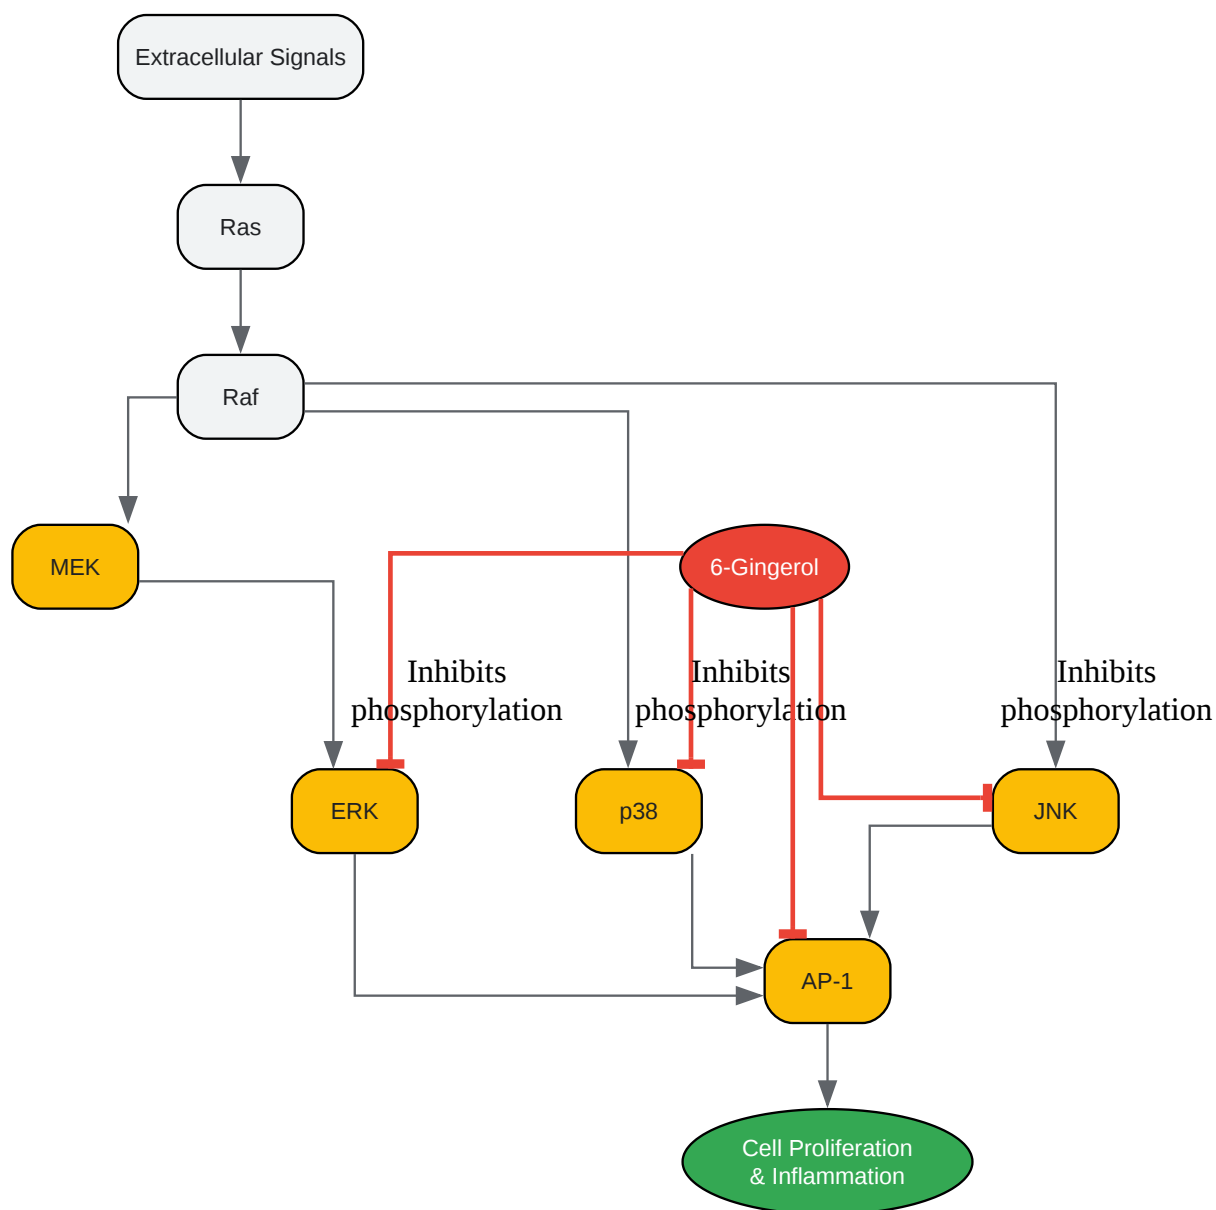 Extracellular Signals
Ras
Raf
MEK
6-Gingerol
Inhibits
phosphorylation
Inhibits
phosphorylation
Inhibits
phosphorylation
ERK
p38
JNK
AP-1
Cell Proliferation
& Inflammation